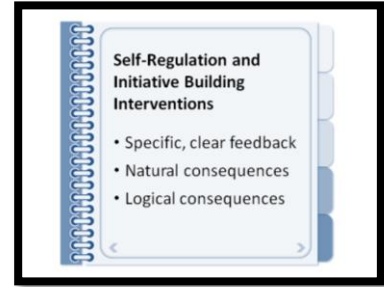 Self-Regulation and
Initiative Building
Interventions
• Specific, clear feedback
• Natural consequences
• Logical consequences